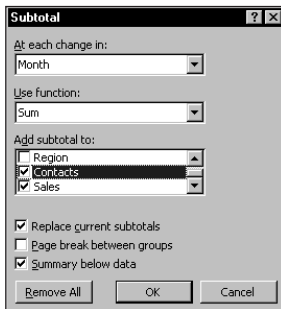 Subtotal
At each change in:
Month
Use function:
Sum
Add subtotal to:
Region
Contacts
Sales
Replace current subtotals
Page break between groups
Summary below data
Remove All OK Cancel